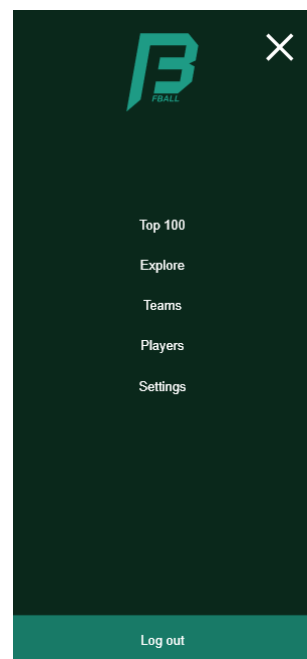 FBALL
Top 100
Explore
Teams
Players
Settings
Log out